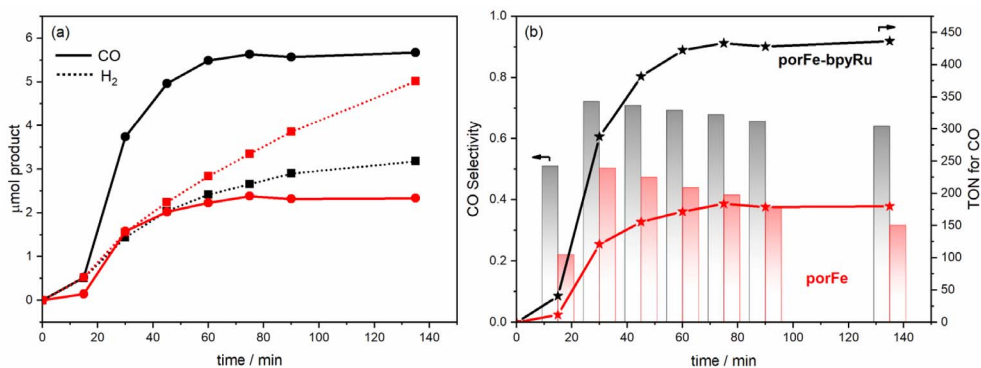 (a)
CO
H₂
6
5
4
3
2
1
0
μmol product
0 20 40 60 80 100 120 140
time / min
(b)
porFe-bpyRu
porFe
1.0
0.8
0.6
0.4
0.2
0.0
CO Selectivity
450
400
350
300
250
200
150
100
50
0
TON for CO
0 20 40 60 80 100 120 140
time / min